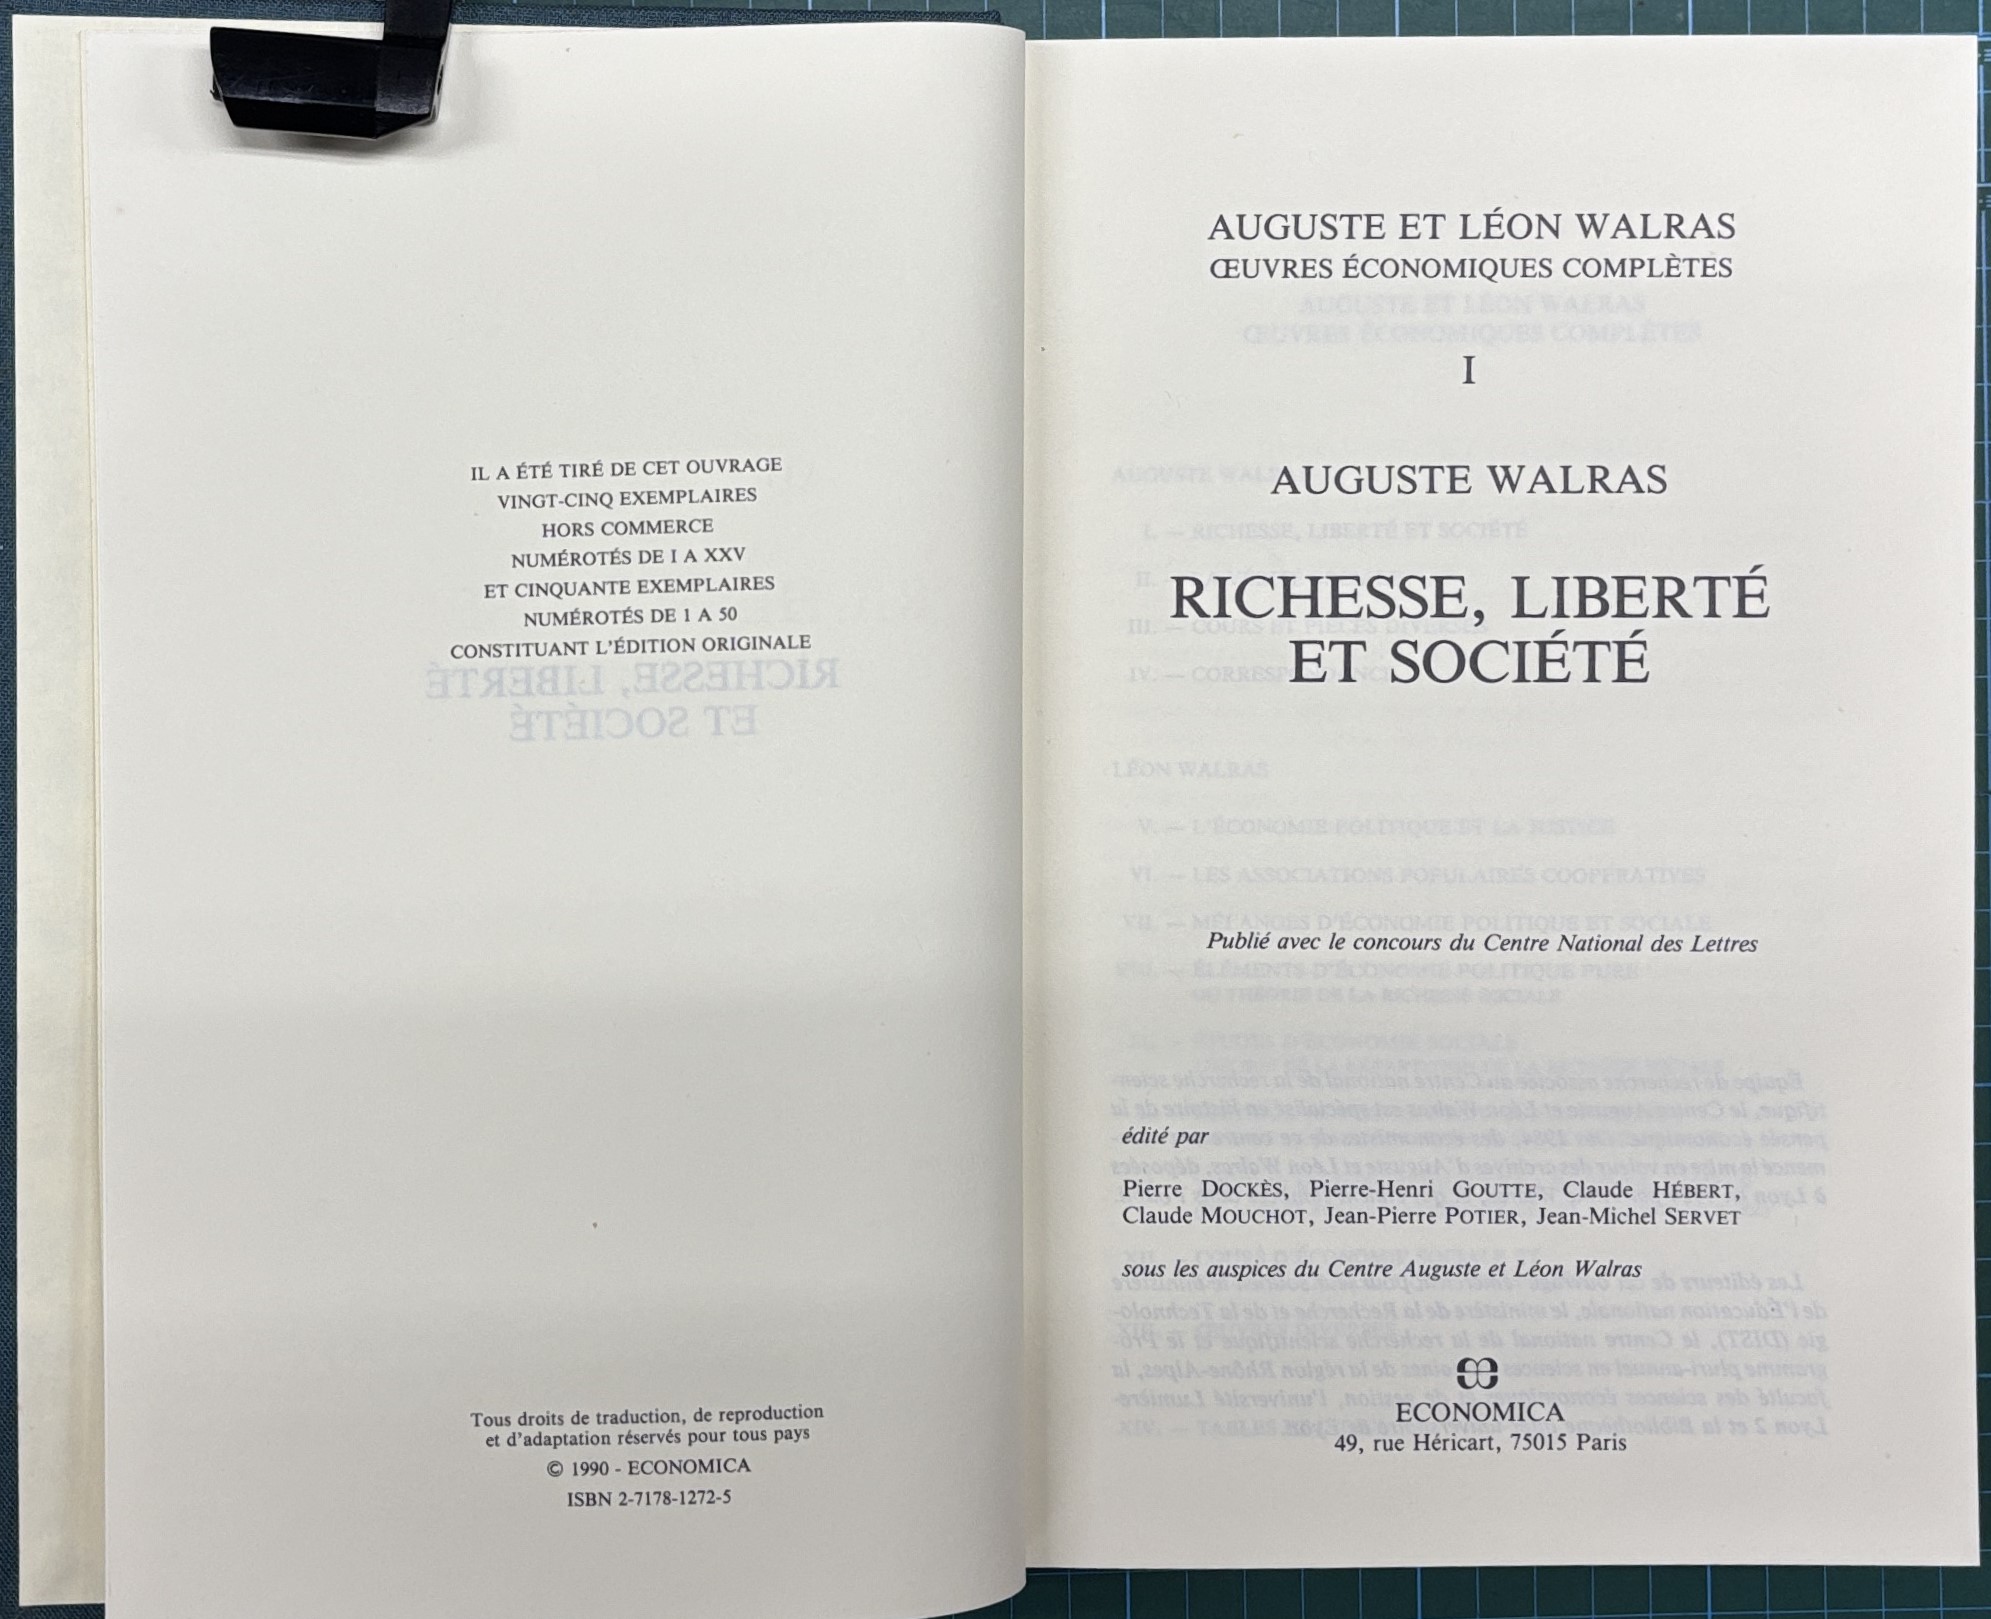 IL A ÉTÉ TIRÉ DE CET OUVRAGE
VINGT-CINQ EXEMPLAIRES
HORS COMMERCE
NUMÉROTÉS DE I A XXV
ET CINQUANTE EXEMPLAIRES
NUMÉROTÉS DE 1 A 50
CONSTITUANT L'ÉDITION ORIGINALE
RICHESSE, LIBERTÉ
ET SOCIÉTÉ
Tous droits de traduction, de reproduction
et d'adaptation réservés pour tous pays
© 1990 - ECONOMICA
ISBN 2-7178-1272-5
AUGUSTE ET LÉON WALRAS
ŒUVRES ÉCONOMIQUES COMPLÈTES
I
AUGUSTE WALRAS
RICHESSE, LIBERTÉ
ET SOCIÉTÉ
Publié avec le concours du Centre National des Lettres
édité par
Pierre DOCKÈS, Pierre-Henri GOUTTE, Claude HÉBERT,
Claude MOUCHOT, Jean-Pierre POTIER, Jean-Michel SERVET
sous les auspices du Centre Auguste et Léon Walras
ECONOMICA
49, rue Héricart, 75015 Paris